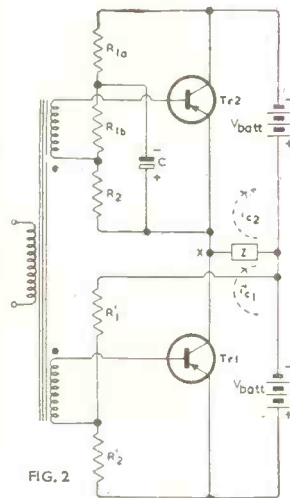 R1a
Tr2
R1b
C
Vbatt
R2
ic2
X
Z
ic1
R'1
Tr1
Vbatt
R'2
FIG. 2